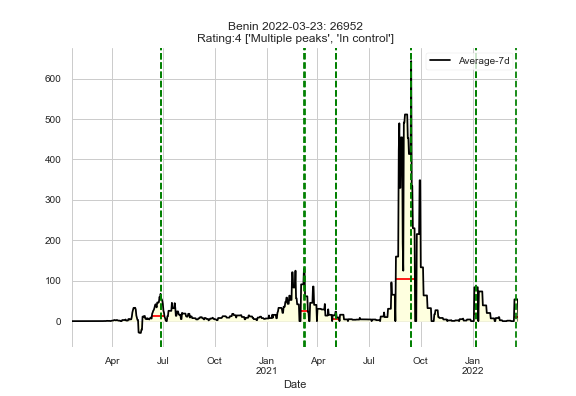 Benin 2022-03-23: 26952
Rating:4 ['Multiple peaks', 'In control']
Average-7d
600
500
400
300
200
100
0
Apr
Jul
Oct
Jan
2021
Apr
Jul
Oct
Jan
2022
Date